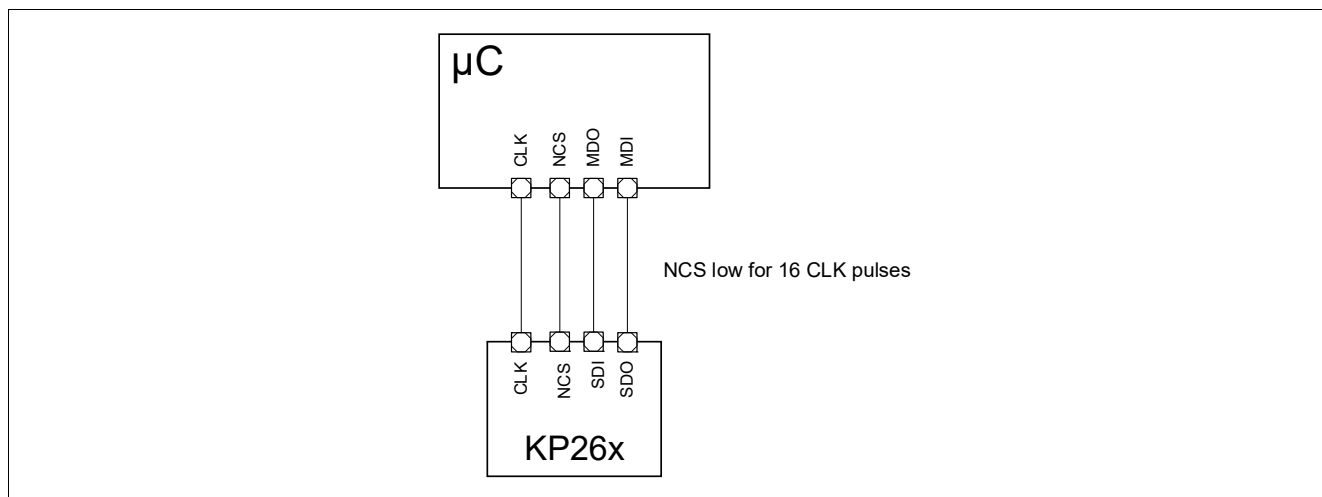 µC
CLK
NCS
MDO
MDI
NCS low for 16 CLK pulses
CLK
NCS
SDI
SDO
KP26x